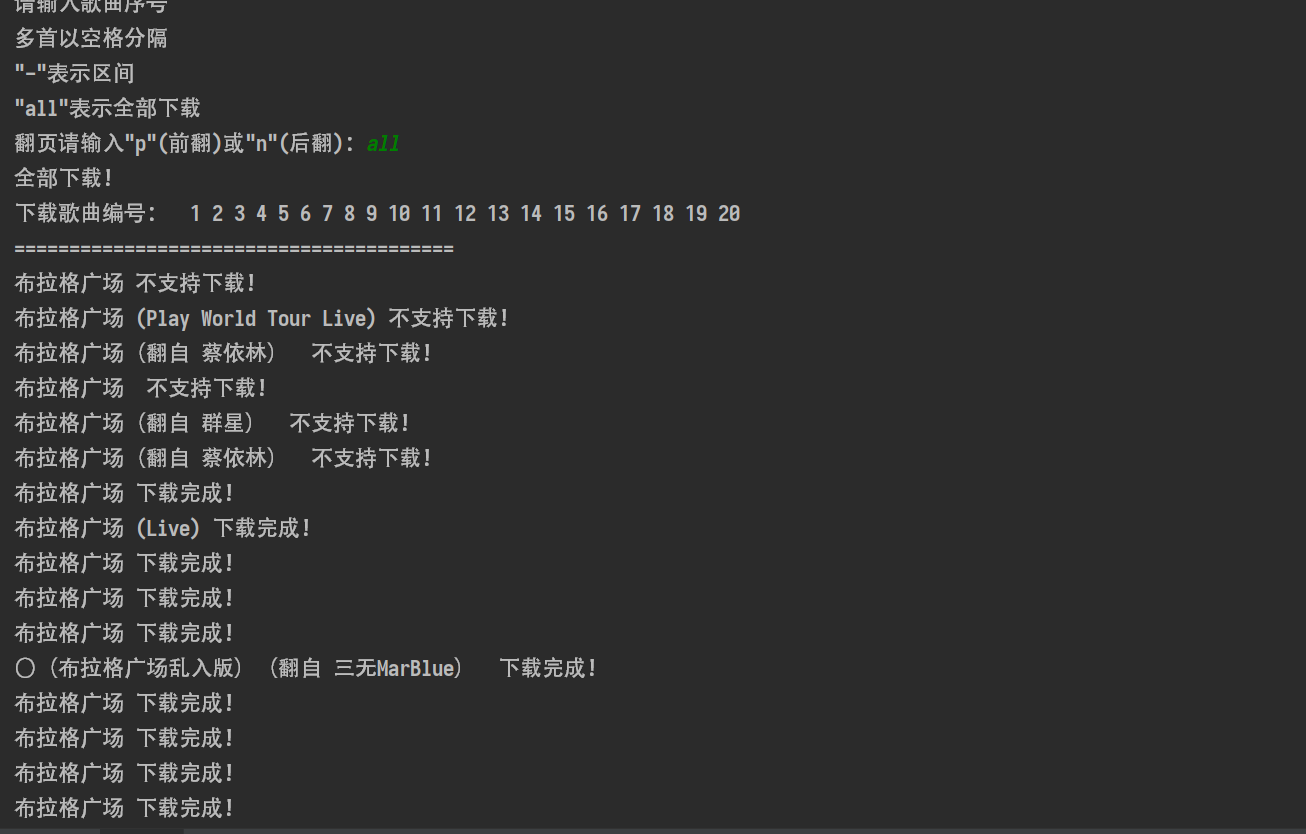 请输入歌曲序号
多首以空格分隔
"-"表示区间
"all"表示全部下载
翻页请输入"p"(前翻)或"n"(后翻): all
全部下载!
下载歌曲编号:  1 2 3 4 5 6 7 8 9 10 11 12 13 14 15 16 17 18 19 20
========================================
布拉格广场 不支持下载!
布拉格广场 (Play World Tour Live) 不支持下载!
布拉格广场（翻自 蔡依林）  不支持下载!
布拉格广场  不支持下载!
布拉格广场（翻自 群星）  不支持下载!
布拉格广场（翻自 蔡依林）  不支持下载!
布拉格广场 下载完成!
布拉格广场 (Live) 下载完成!
布拉格广场 下载完成!
布拉格广场 下载完成!
布拉格广场 下载完成!
〇（布拉格广场乱入版）（翻自 三无MarBlue）  下载完成!
布拉格广场 下载完成!
布拉格广场 下载完成!
布拉格广场 下载完成!
布拉格广场 下载完成!